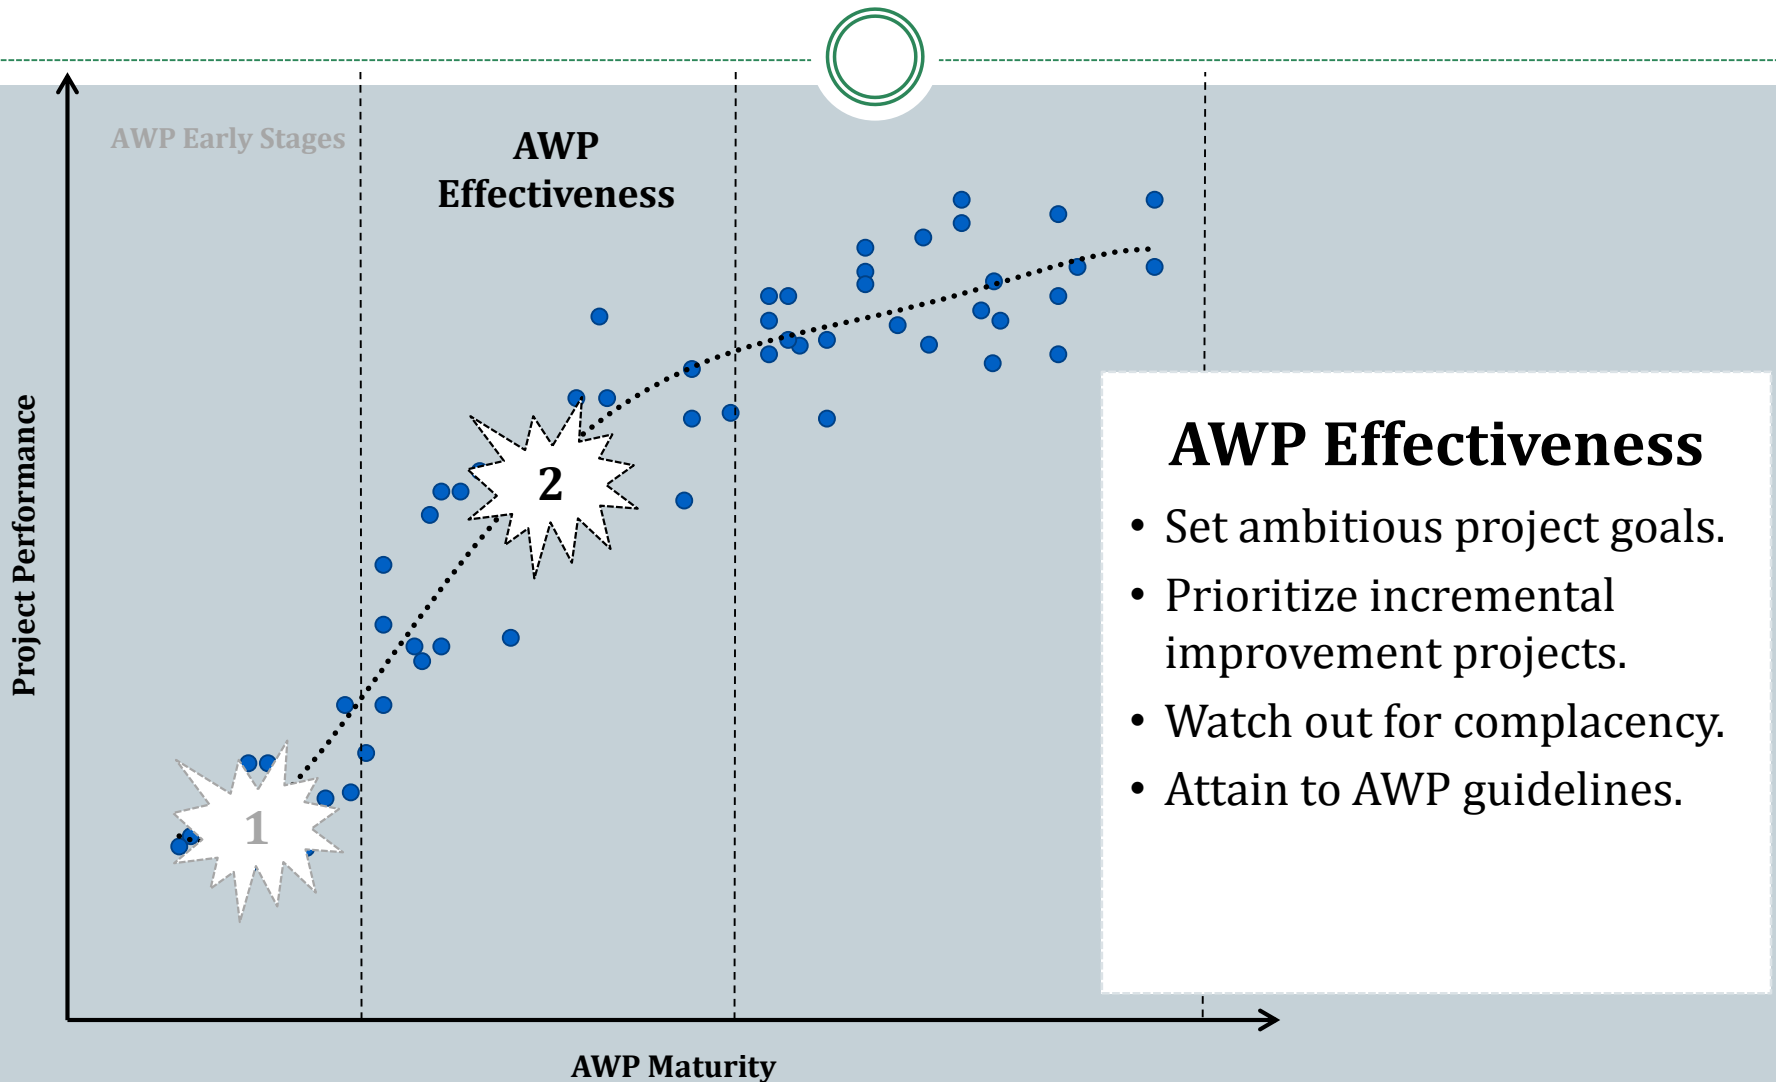 AWP Early Stages
AWP
Effectiveness
Project Performance
2
1
AWP Effectiveness
• Set ambitious project goals.
• Prioritize incremental
improvement projects.
• Watch out for complacency.
• Attain to AWP guidelines.
AWP Maturity